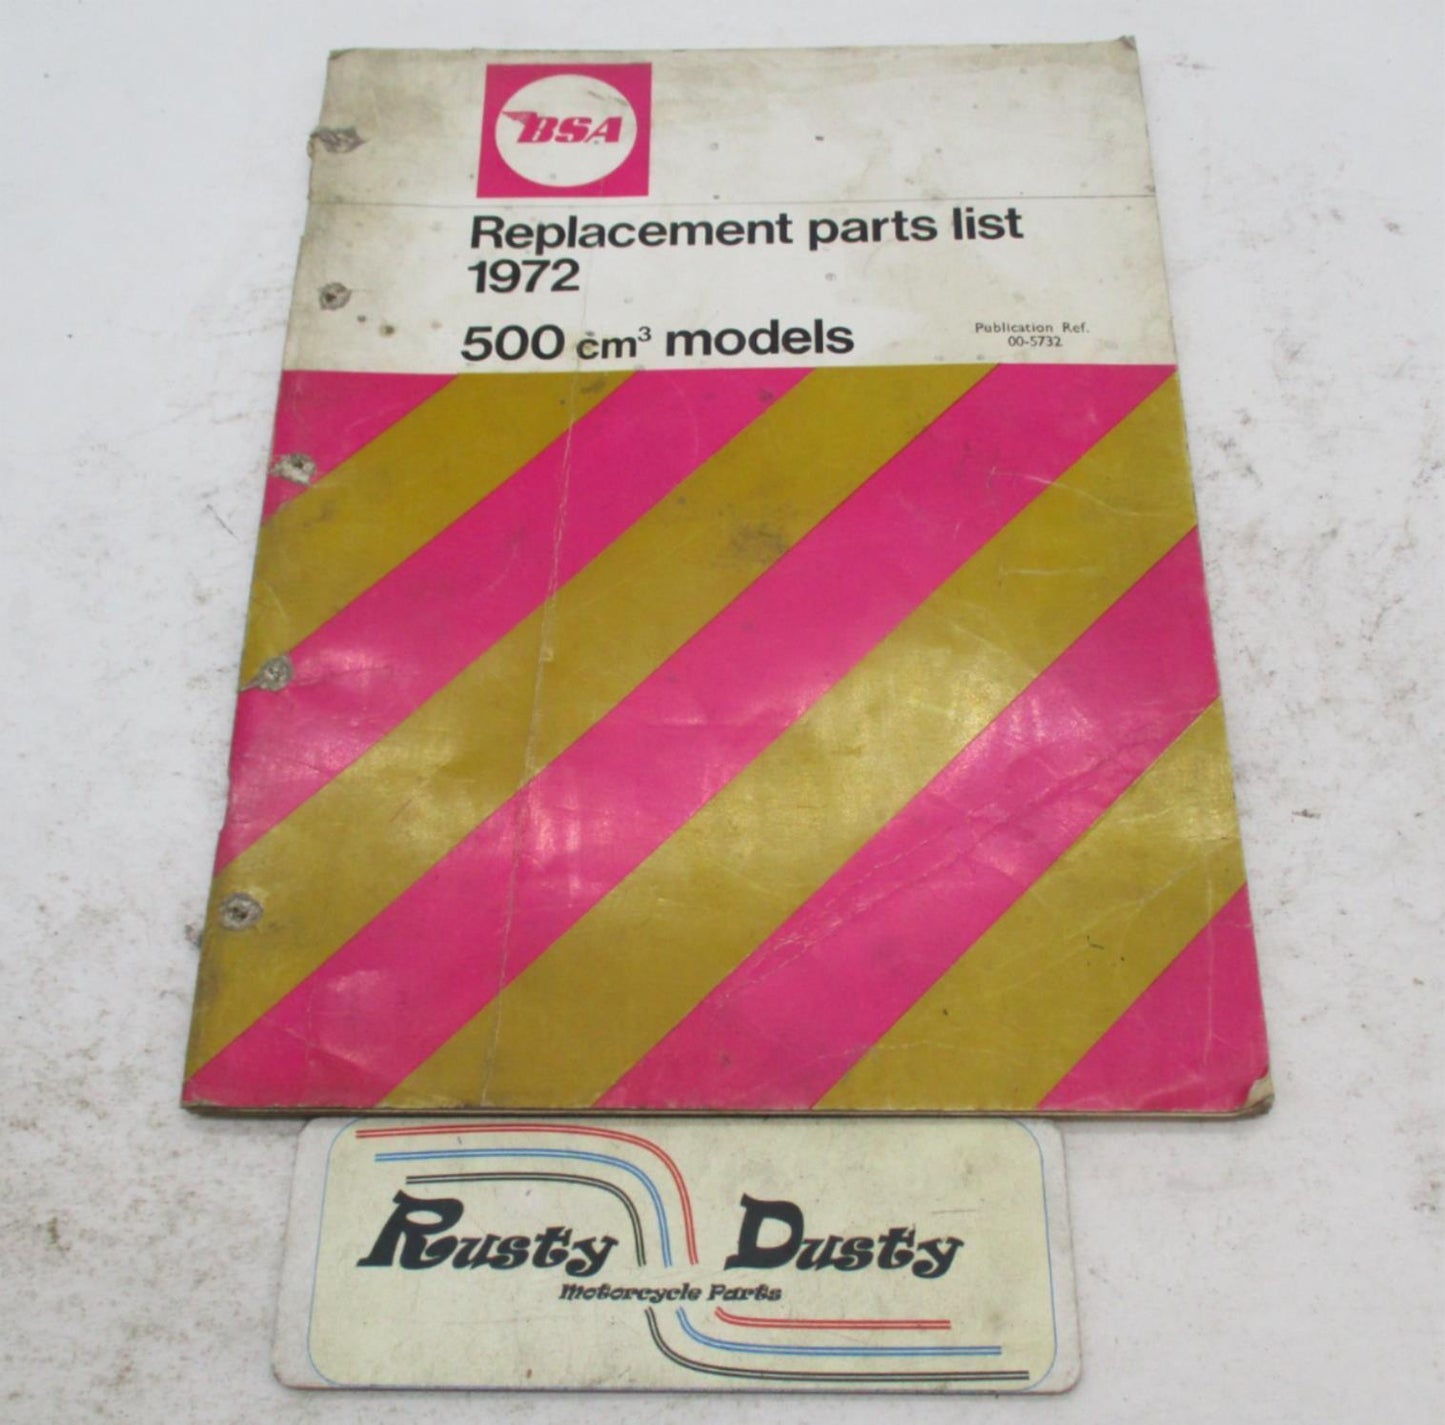 BSA
Replacement parts list
1972
500 cm³ models
Publication Ref.
00-5732
Rusty Dusty
Motorcycle Parts